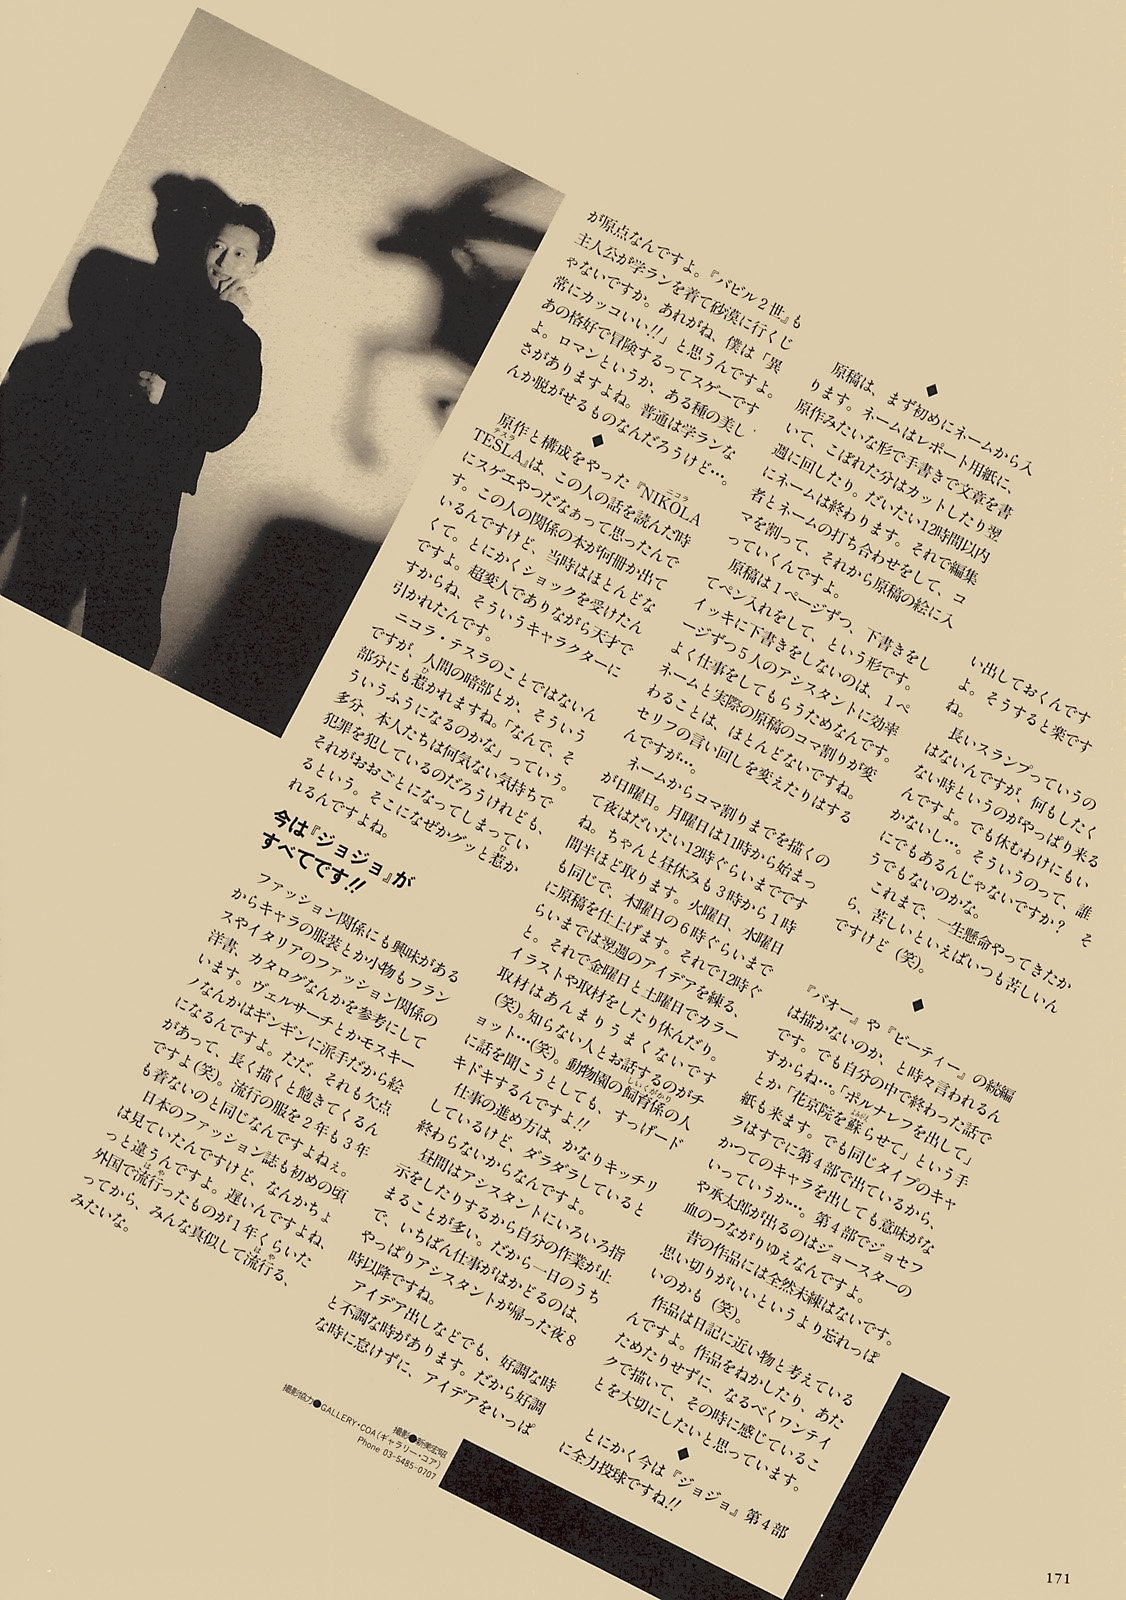 が原点なんですよ。『バビル２世』も
主人公が学ランを着て砂漠に行くじ
ゃないですか。あれがね、僕は「異
常にカッコいい!!」と思うんですよ。
あの格好で冒険するってスゲーです
よ。ロマンというか、ある種の美し
さがありますよね。普通は学ランな
んか脱がせるものなんだろうけど…。
◆
原作と構成をやった『NIKOLA
TESLA』は、この人の話を読んだ時
にスゲエやつだなあって思ったんで
す。この人の関係の本が何冊か出て
いるんですけど、当時はほとんどな
くて。とにかくショックを受けたん
ですよ。超変人でありながら天才で
すからね、そういうキャラクターに
引かれたんです。
ニコラ・テスラのことではないん
ですが、人間の暗部とか、そういう
部分にも惹かれますね。「なんで、そ
ういうふうになるのかな」っていう。
多分、本人たちは何気ない気持ちで
犯罪を犯しているのだろうけれども、
それがおおごとになってしまってい
るという。そこになぜかグッと惹か
れるんですよね。
今は『ジョジョ』が
すべてです!!
ファッション関係にも興味がある
からキャラの服装とか小物もフラン
スやイタリアのファッション関係の
洋書、カタログなんかを参考にして
います。ヴェルサーチとかモスキー
ノなんかはギンギンに派手だから絵
になるんですよ。ただ、それも欠点
があって、長く描くと飽きてくるん
ですよ(笑)。流行の服を２年も３年
も着ないのと同じなんですよねぇ。
日本のファッション誌も初めの頃
は見ていたんですけど、なんかちょ
っと違うんですよ。遅いんですよね、
外国で流行ったものが１年くらいた
ってから、みんな真似して流行る、
みたいな。
◆
原稿は、まず初めにネームから入
ります。ネームはレポート用紙に、
原作みたいな形で手書きで文章を書
いて、こぼれた分はカットしたり翌
週に回したり。だいたい12時間以内
にネームは終わります。それで編集
者とネームの打ち合わせをして、コ
マを割って、それから原稿の絵に入
っていくんですよ。
原稿は１ページずつ、下書きをし
てペン入れをして、という形です。
イッキに下書きをしないのは、１ペ
ージずつ５人のアシスタントに効率
よく仕事をしてもらうためなんです。
ネームと実際の原稿のコマ割りが変
わることは、ほとんどないですね。
セリフの言い回しを変えたりはする
んですが…。
ネームからコマ割りまでを描くの
が日曜日。月曜日は11時から始まっ
て夜はだいたい12時ぐらいまでです
ね。ちゃんと昼休みも３時から１時
間半ほど取ります。火曜日、水曜日
も同じで、木曜日の６時ぐらいまで
に原稿を仕上げます。それで12時ぐ
らいまでは翌週のアイデアを練る、
と。それで金曜日と土曜日でカラー
イラストや取材をしたり休んだり。
取材はあんまりうまくないです
(笑)。知らない人とお話するのがチ
ョット…(笑)。動物園の飼育係の人
に話を聞こうとしても、すっげード
キドキするんですよ!!
仕事の進め方は、かなりキッチリ
しているけど、ダラダラしていると
終わらないからなんですよ。
昼間はアシスタントにいろいろ指
示をしたりするから自分の作業が止
まることが多い。だから一日のうち
で、いちばん仕事がはかどるのは、
やっぱりアシスタントが帰った夜８
時以降ですね。
アイデア出しなどでも、好調な時
と不調な時があります。だから好調
な時に怠けずに、アイデアをいっぱ
い出しておくんです
よ。そうすると楽です
ね。
長いスランプっていうの
はないんですが、何もしたく
ない時というのがやっぱり来る
んですよ。でも休むわけにもい
かないし…。そういうのって、誰
にでもあるんじゃないですか？ そ
うでもないのかな。
これまで、一生懸命やってきたか
ら、苦しいといえばいつも苦しいん
ですけど（笑）。
◆
『バオー』や『ビーティー』の続編
は描かないのか、と時々言われるん
です。でも自分の中で終わった話で
すからね…。「ポルナレフを出して」
とか「花京院を蘇らせて」という手
紙も来ます。でも同じタイプのキャ
ラはすでに第４部で出ているから、
かつてのキャラを出しても意味がな
いっていうか…。第４部でジョセフ
や承太郎が出るのはジョースターの
血のつながりゆえなんですよ。
昔の作品には全然未練はないです。
思い切りがいいというより忘れっぽ
いのかも（笑）。
作品は日記に近い物と考えている
んですよ。作品をねかしたり、あた
ためたりせずに、なるべくワンテイ
クで描いて、その時に感じているこ
とを大切にしたいと思っています。
◆
とにかく今は『ジョジョ』第４部
に全力投球ですね!!
撮影協力●GALLERY・COA(ギャラリー・コア)
Phone 03-5485-0707
171